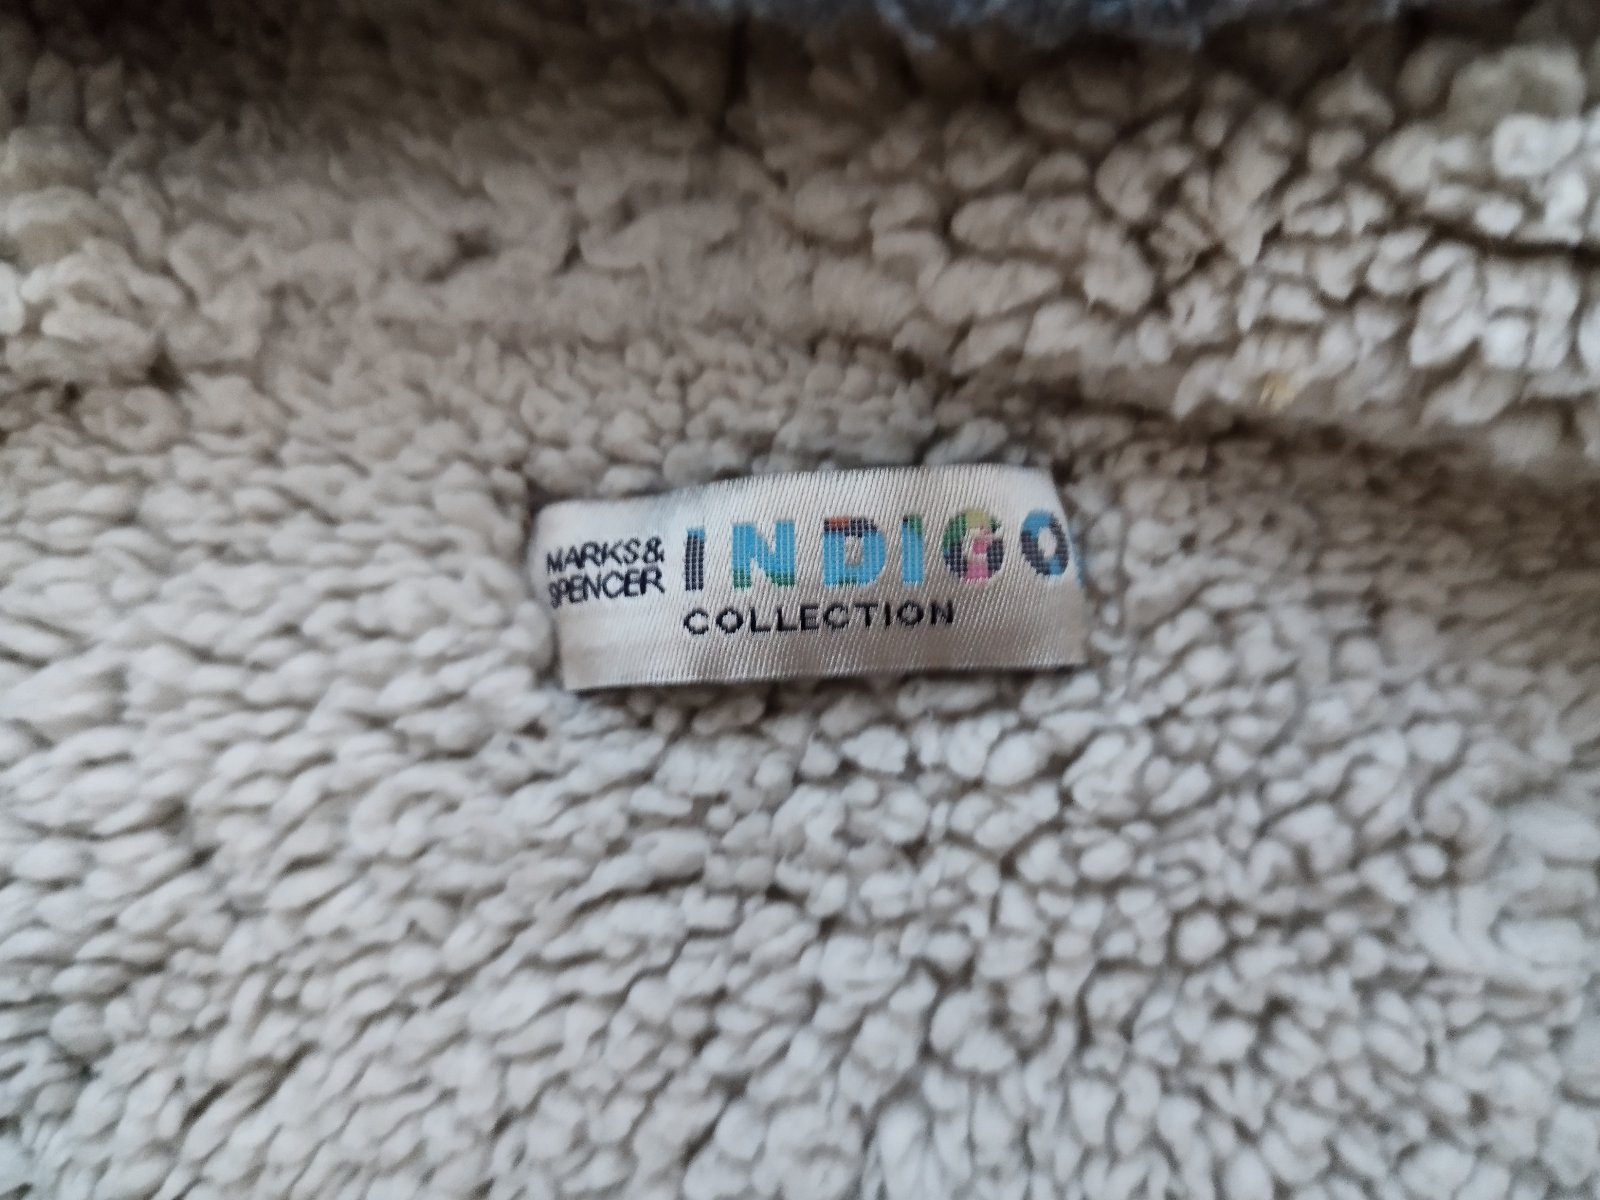 MARKS &
SPENCER
INDIGO
COLLECTION